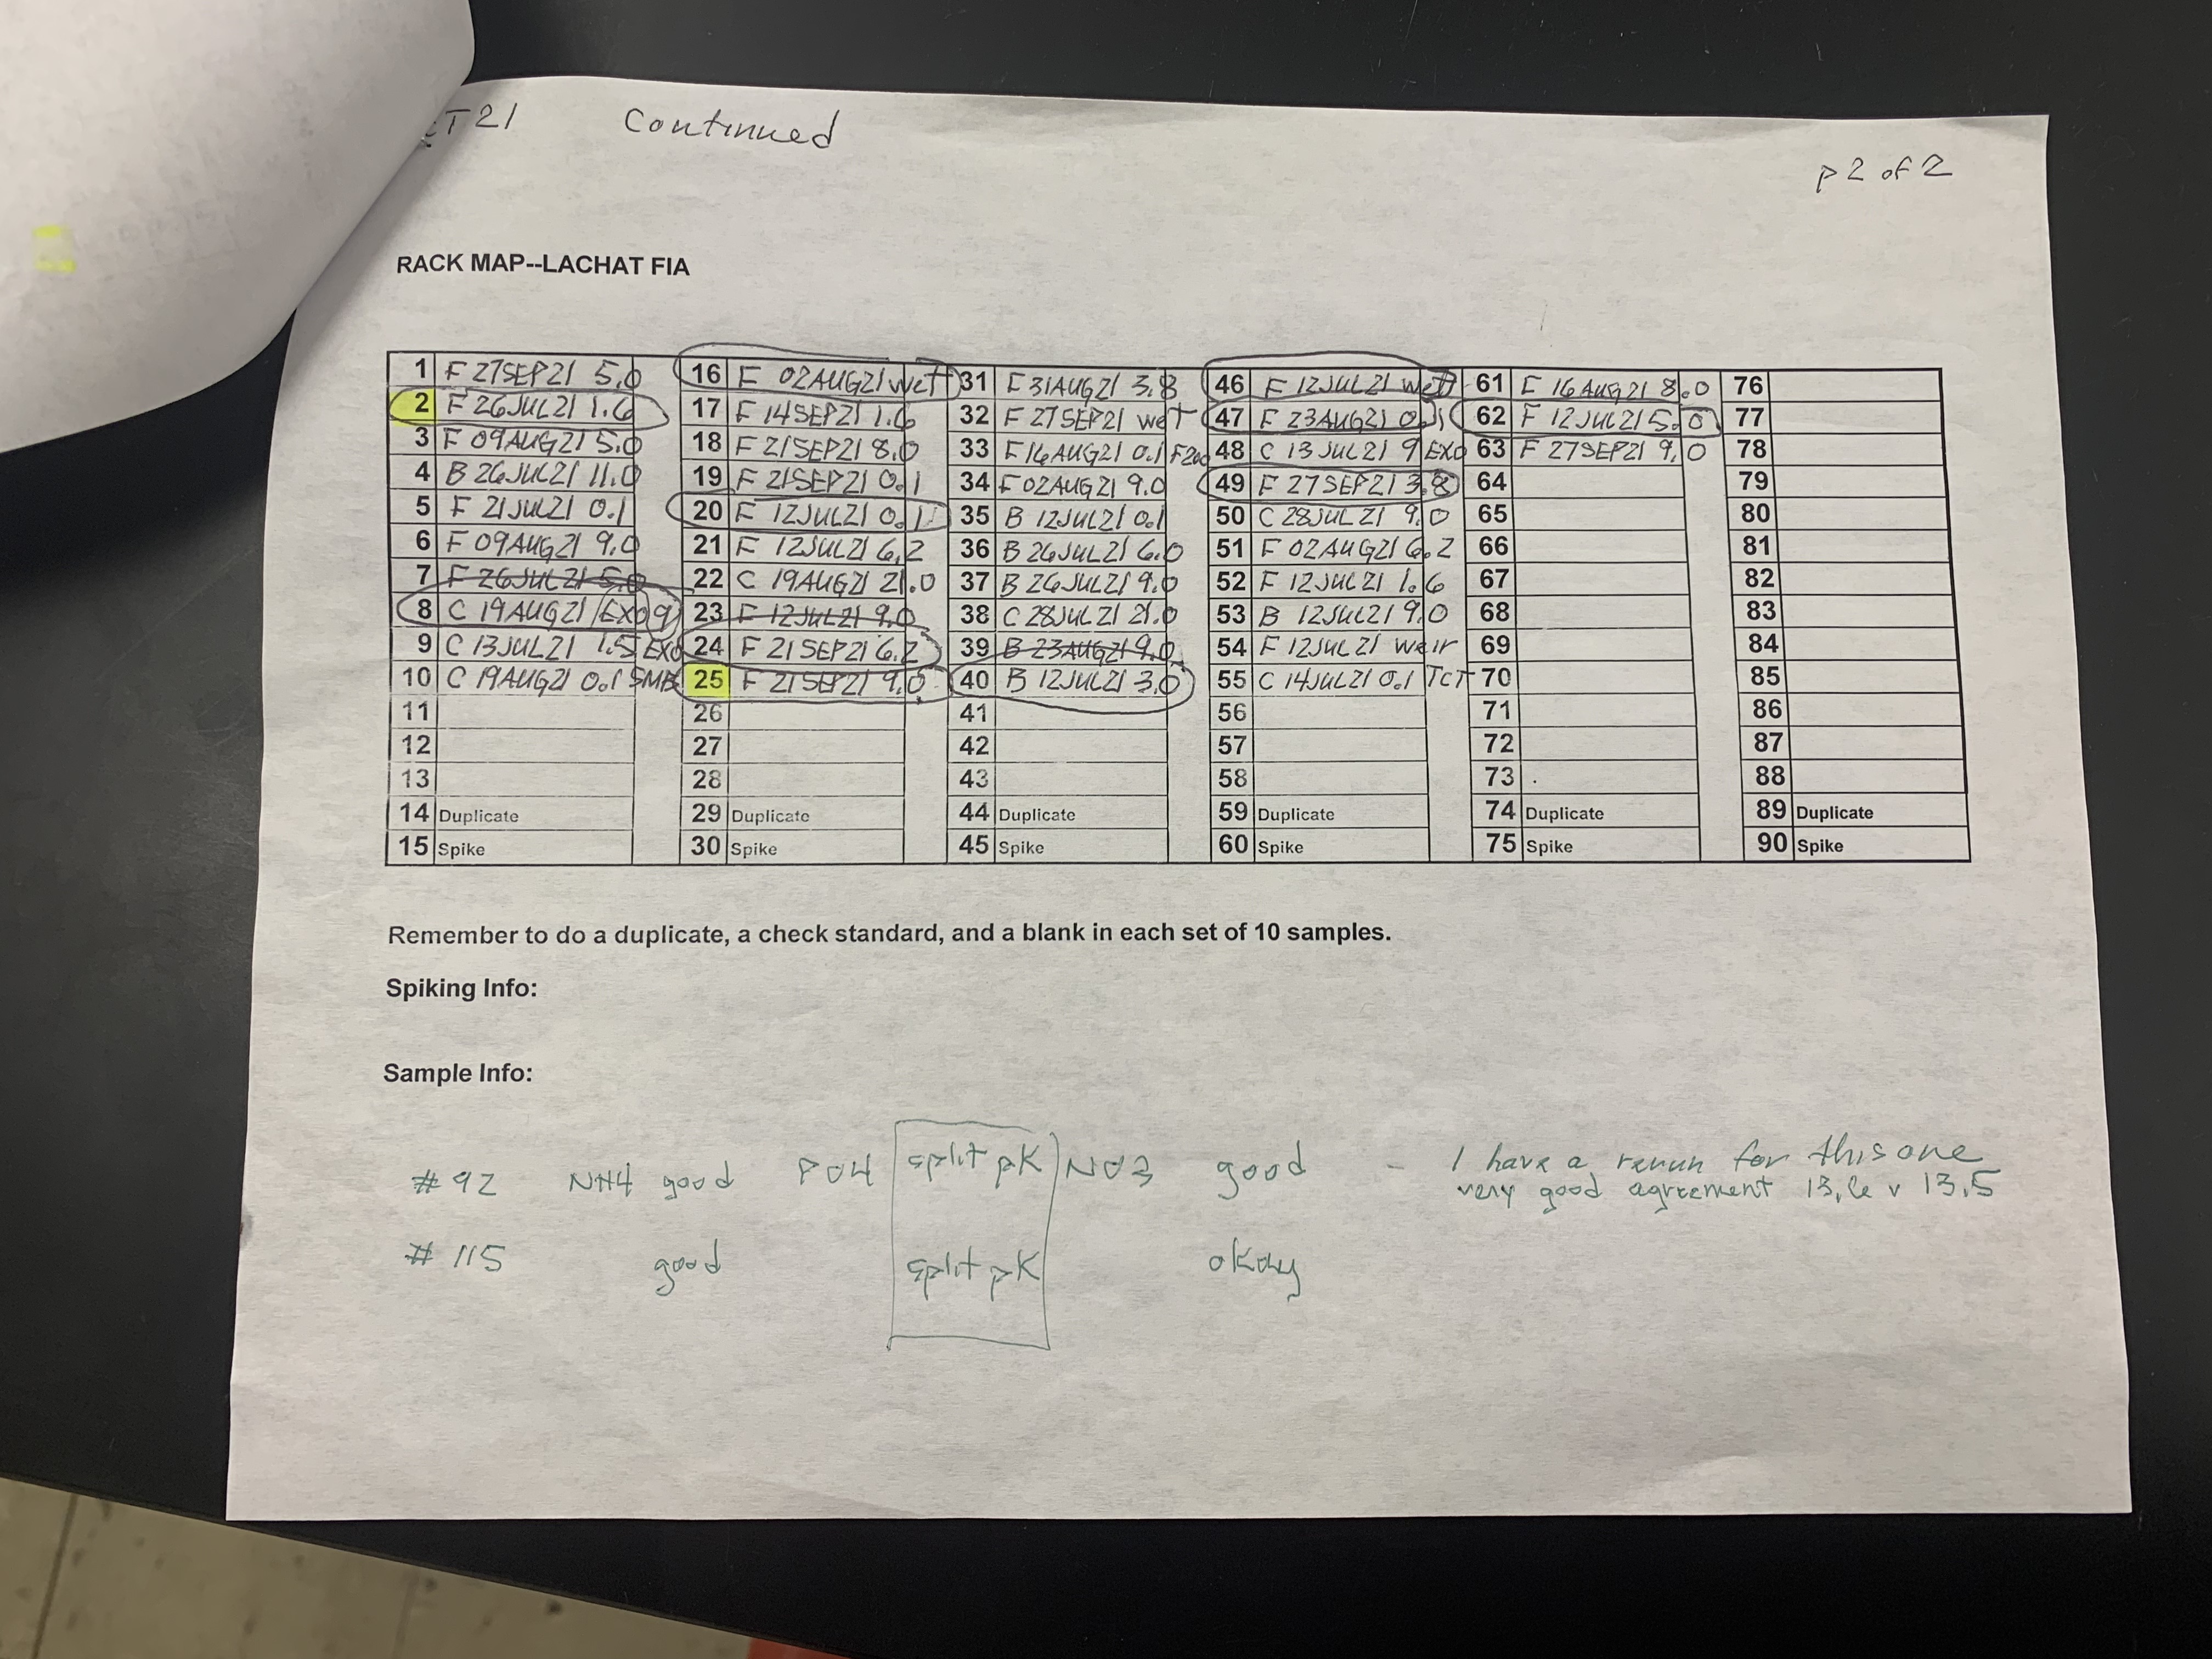 CT 21 Continued
P 2 of 2
RACK MAP--LACHAT FIA
1 F 27SEP21 5.0 16 F 02AUG21 wet 31 F 31AUG21 3.8 46 F 12JUL21 wet 61 F 16AUG21 8.0 76
2 F 26JUL21 1.6 17 F 14SEP21 1.6 32 F 27SEP21 wet 47 F 23AUG21 0.1 62 F 12JUL21 5.0 77
3 F 09AUG21 5.0 18 F 21SEP21 8.0 33 F 16AUG21 0.1 F200 48 C 13JUL21 9 EXO 63 F 27SEP21 9.0 78
4 B 26JUL21 11.0 19 F 21SEP21 0.1 34 F 02AUG21 9.0 49 F 27SEP21 3.8 64 79
5 F 21JUL21 0.1 20 F 12JUL21 0.1 35 B 12JUL21 0.1 50 C 28JUL21 9.0 65 80
6 F 09AUG21 9.0 21 F 12JUL21 6.2 36 B 26JUL21 6.0 51 F 02AUG21 6.2 66 81
7 F 26JUL21 5.0 22 C 19AUG21 21.0 37 B 26JUL21 9.0 52 F 12JUL21 1.6 67 82
8 C 19AUG21 Exo 9 23 F 12JUL21 9.0 38 C 28JUL21 21.0 53 B 12JUL21 9.0 68 83
9 C 13JUL21 1.5 EXO 24 F 21SEP21 6.2 39 B 23AUG21 9.0 54 F 12JUL21 weir 69 84
10 C 19AUG21 0.1 SMB 25 F 21SEP21 9.0 40 B 12JUL21 3.0 55 C 14JUL21 0.1 TCT 70 85
11 26 41 56 71 86
12 27 42 57 72 87
13 28 43 58 73 88
14 Duplicate 29 Duplicate 44 Duplicate 59 Duplicate 74 Duplicate 89 Duplicate
15 Spike 30 Spike 45 Spike 60 Spike 75 Spike 90 Spike
Remember to do a duplicate, a check standard, and a blank in each set of 10 samples.
Spiking Info:
Sample Info:
#92 NH4 good PO4 split pK NO3 good - I have a rerun for this one
very good agreement 13.6 v 13.5
#115 good split pK okay